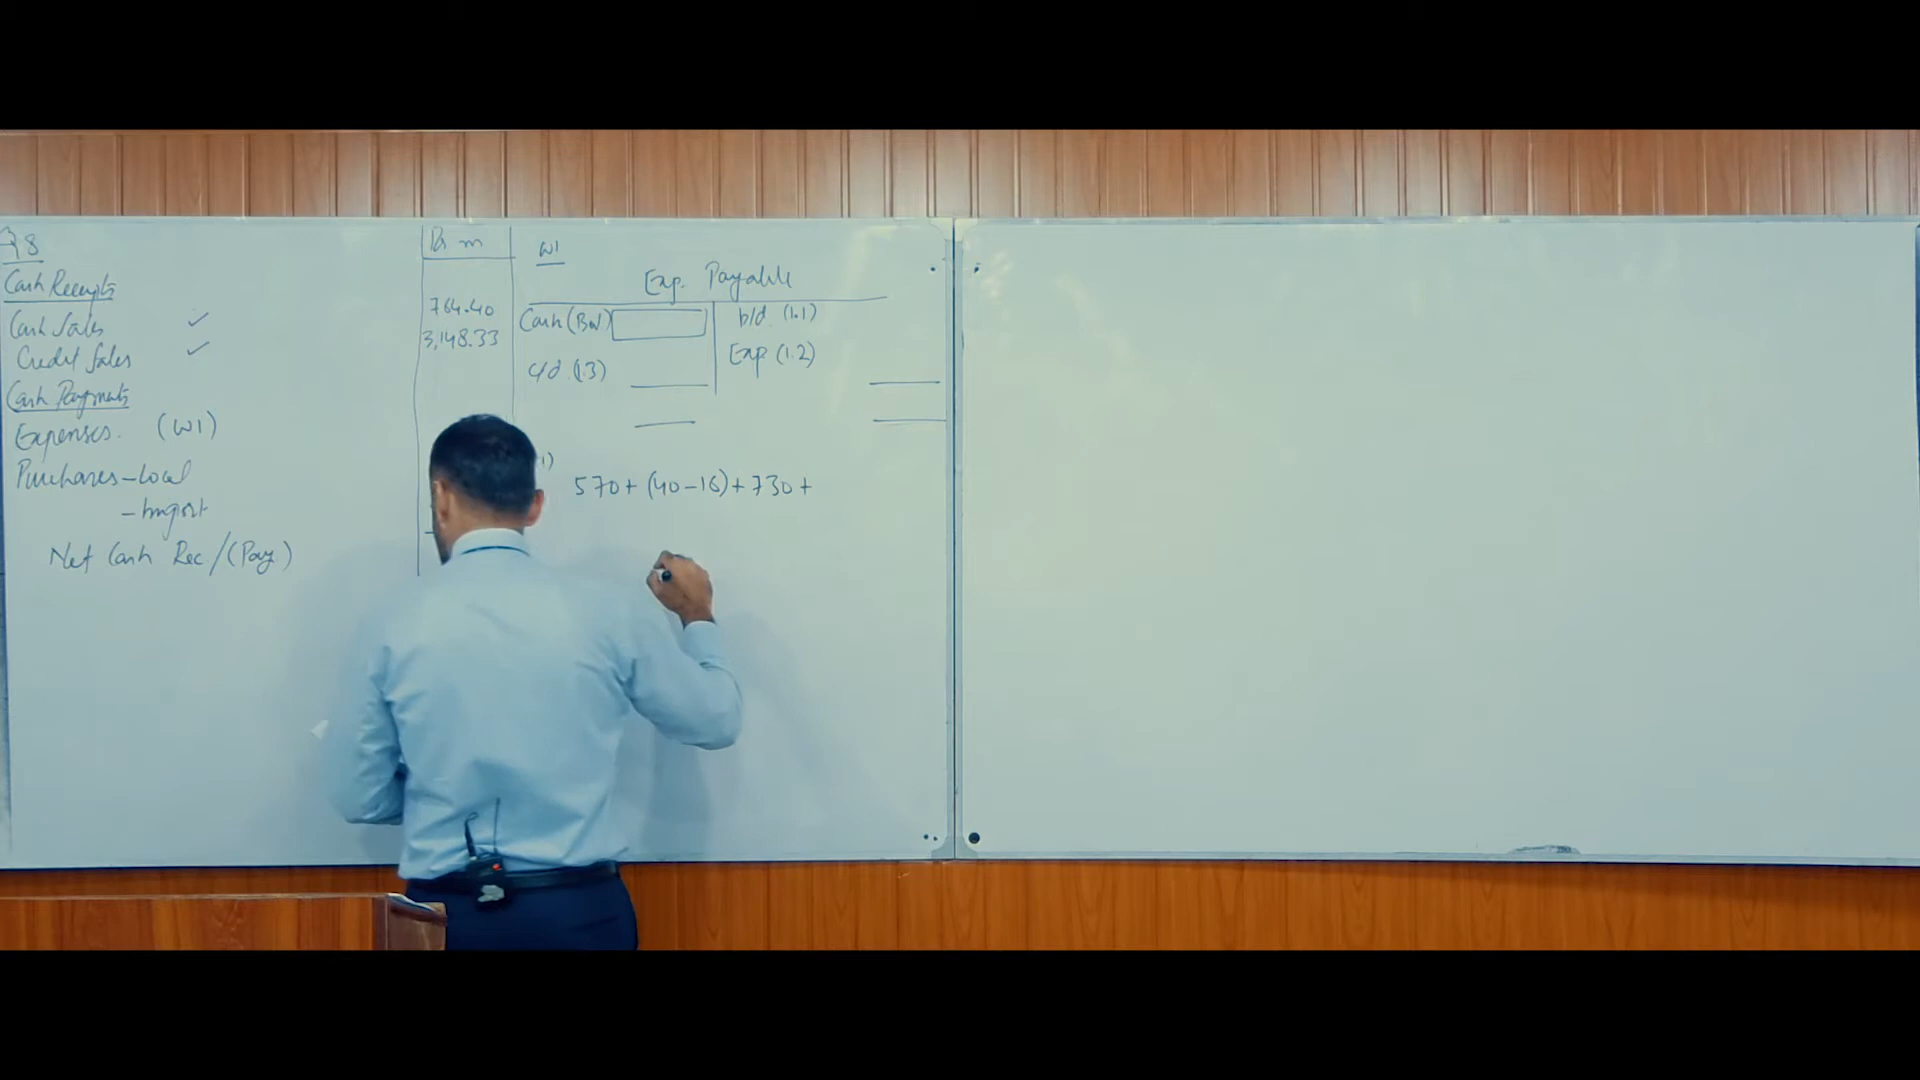 Q8
Cash Receipts
Cash Sales ✓
Credit Sales ✓
Cash Payments
Expenses. (W1)
Purchases - Local
- Import
Net Cash Rec/(Pay)
Rs m
764.40
3,148.33
W1
Exp. Payable
Cash (Bal) b/d. (1.1)
Exp (1.2)
c/d. (1.3)
1)
570+ (40-16)+730+